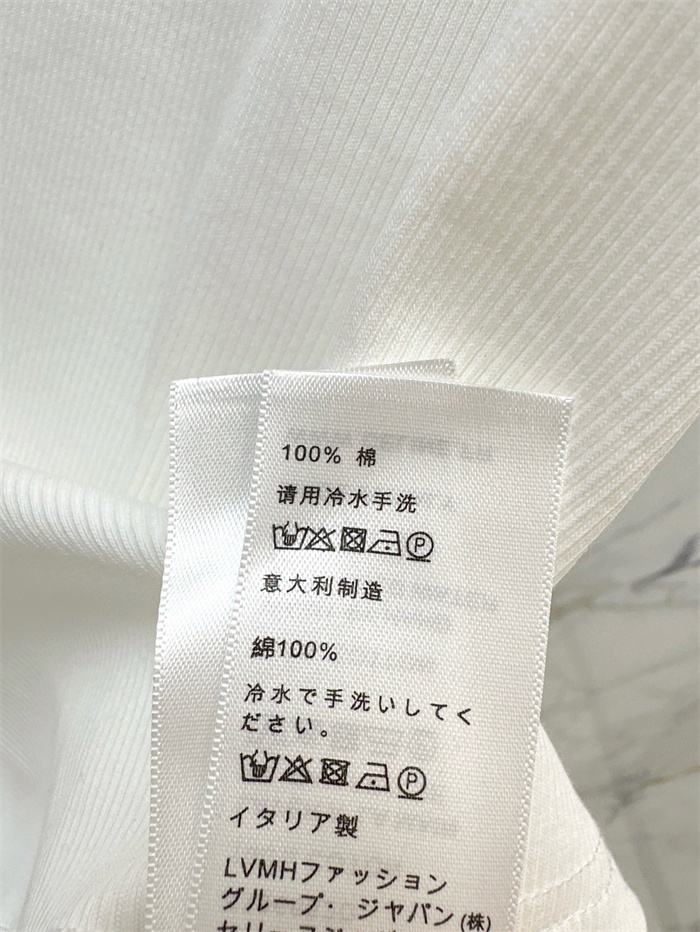 100% 棉
请用冷水手洗
P
意大利制造
綿100%
冷水で手洗いしてく
ださい。
P
イタリア製
LVMHファッション
グループ・ ジャパン(株)